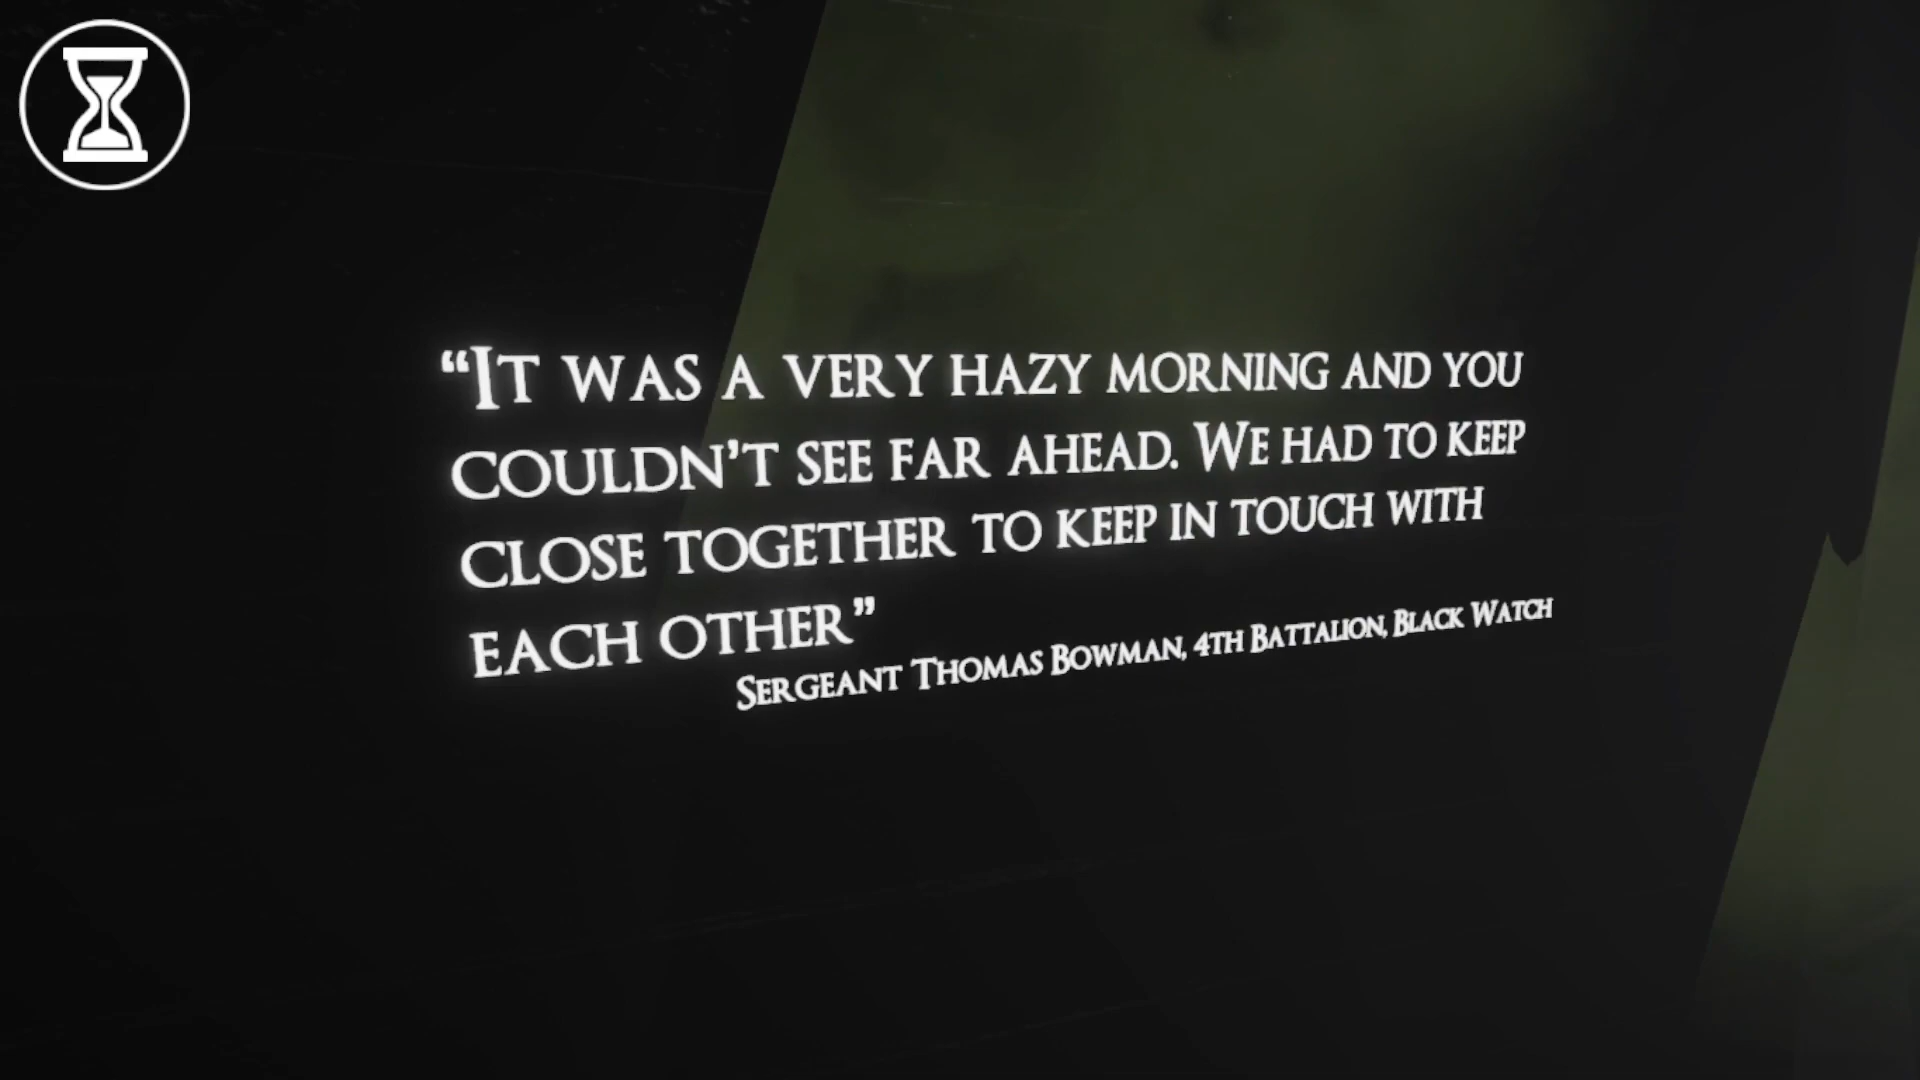 “It was a very hazy morning and you
couldn’t see far ahead. We had to keep
close together to keep in touch with
each other”
Sergeant Thomas Bowman, 4th Battalion, Black Watch